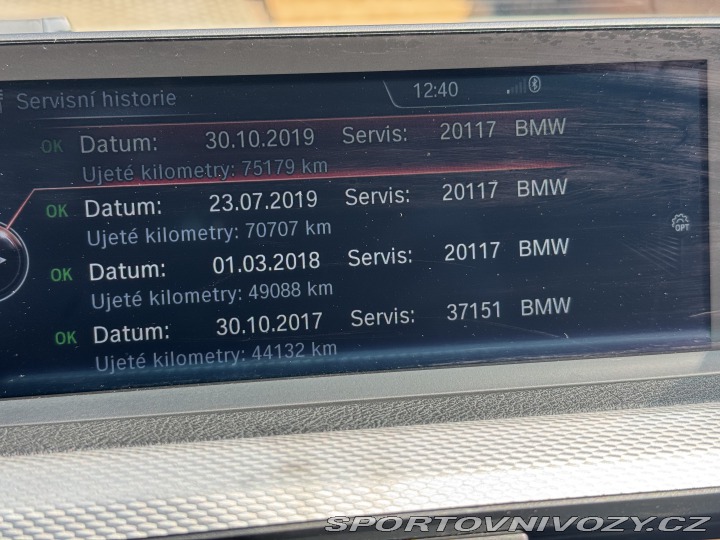 Servisní historie 12:40
OK Datum: 30.10.2019 Servis: 20117 BMW
Ujeté kilometry: 75179 km
OK Datum: 23.07.2019 Servis: 20117 BMW
Ujeté kilometry: 70707 km
OPT
OK Datum: 01.03.2018 Servis: 20117 BMW
Ujeté kilometry: 49088 km
OK Datum: 30.10.2017 Servis: 37151 BMW
Ujeté kilometry: 44132 km
SPORTOVNIVOZY.CZ